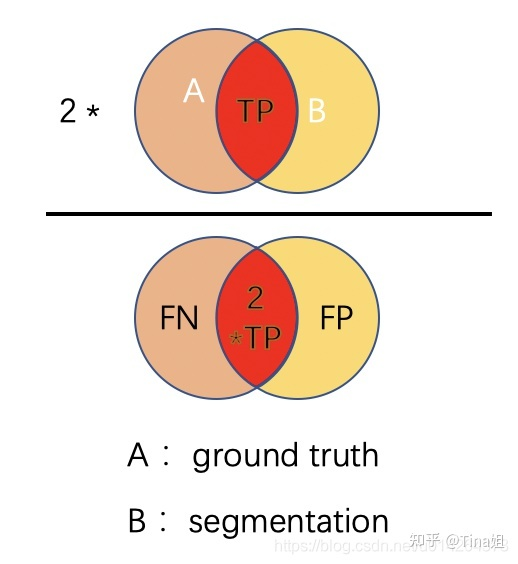 A
2 * TP B
FN 2 FP
*TP
A： ground truth
B： segmentation
知乎 @Tina姐